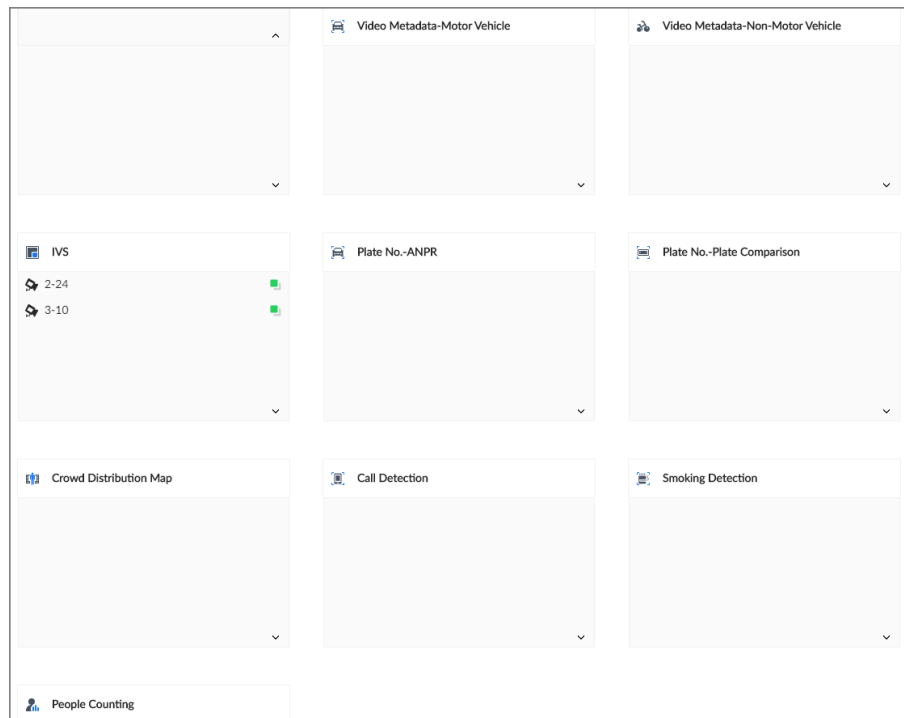 Video Metadata-Motor Vehicle
Video Metadata-Non-Motor Vehicle
IVS
2-24
3-10
Plate No.-ANPR
Plate No.-Plate Comparison
Crowd Distribution Map
Call Detection
Smoking Detection
People Counting